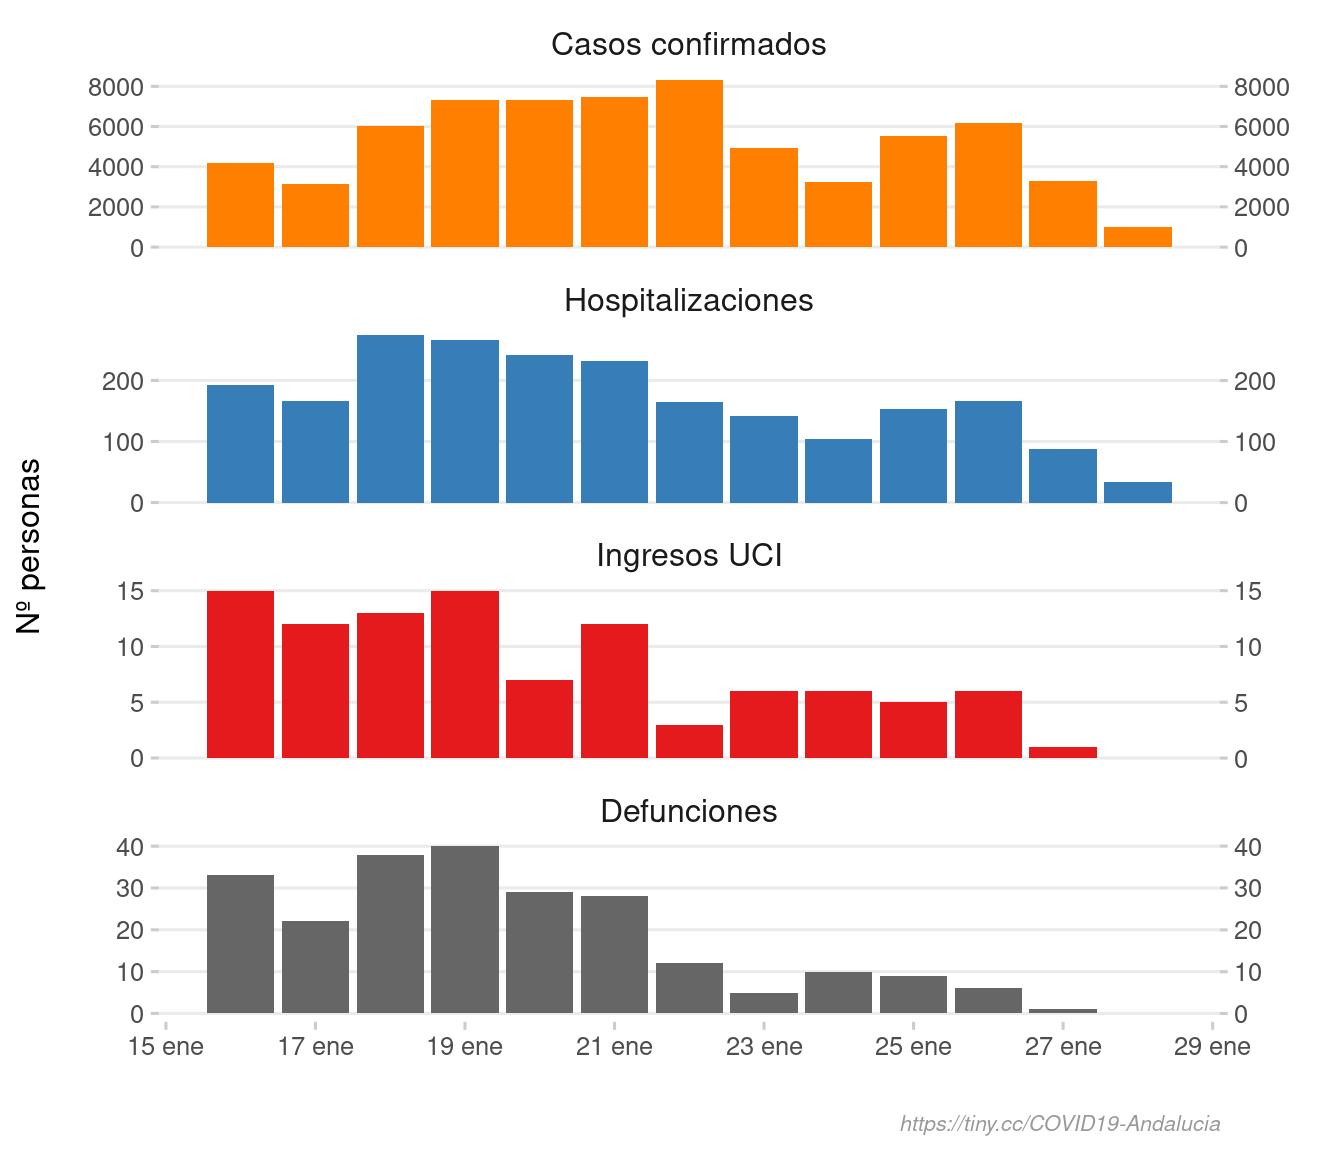 Casos confirmados
8000 8000
6000 6000
4000 4000
2000 2000
0 0
Hospitalizaciones
200 200
100 100
0 0
Nº personas
Ingresos UCI
15 15
10 10
5 5
0 0
Defunciones
40 40
30 30
20 20
10 10
0 0
15 ene 17 ene 19 ene 21 ene 23 ene 25 ene 27 ene 29 ene
https://tiny.cc/COVID19-Andalucia